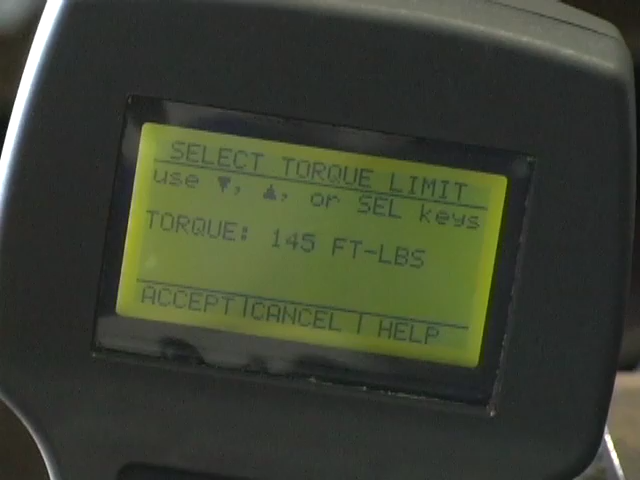 SELECT TORQUE LIMIT
use ▼, ▲, or SEL keys
TORQUE: 145 FT-LBS
ACCEPT|CANCEL | HELP